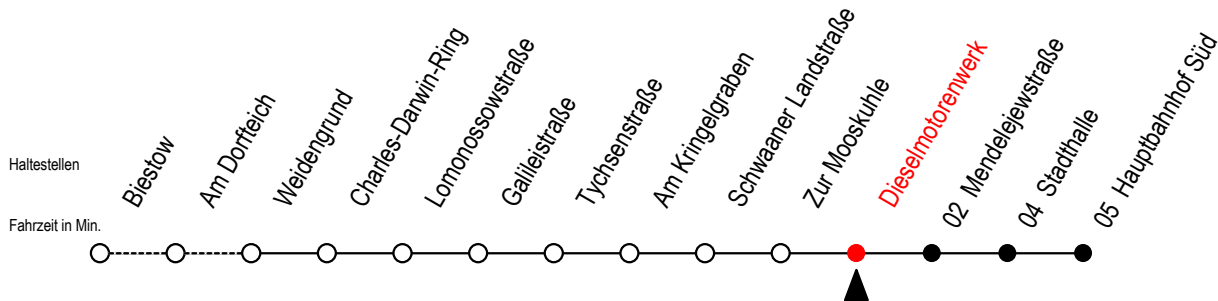 Haltestellen
Fahrzeit in Min.
Biestow
Am Dorfteich
Weidengrund
Charles-Darwin-Ring
Lomonossowstraße
Galileistraße
Tychsenstraße
Am Kringelgraben
Schwaaner Landstraße
Zur Mooskuhle
Dieselmotorenwerk
02 Mendelejewstraße
04 Stadthalle
05 Hauptbahnhof Süd